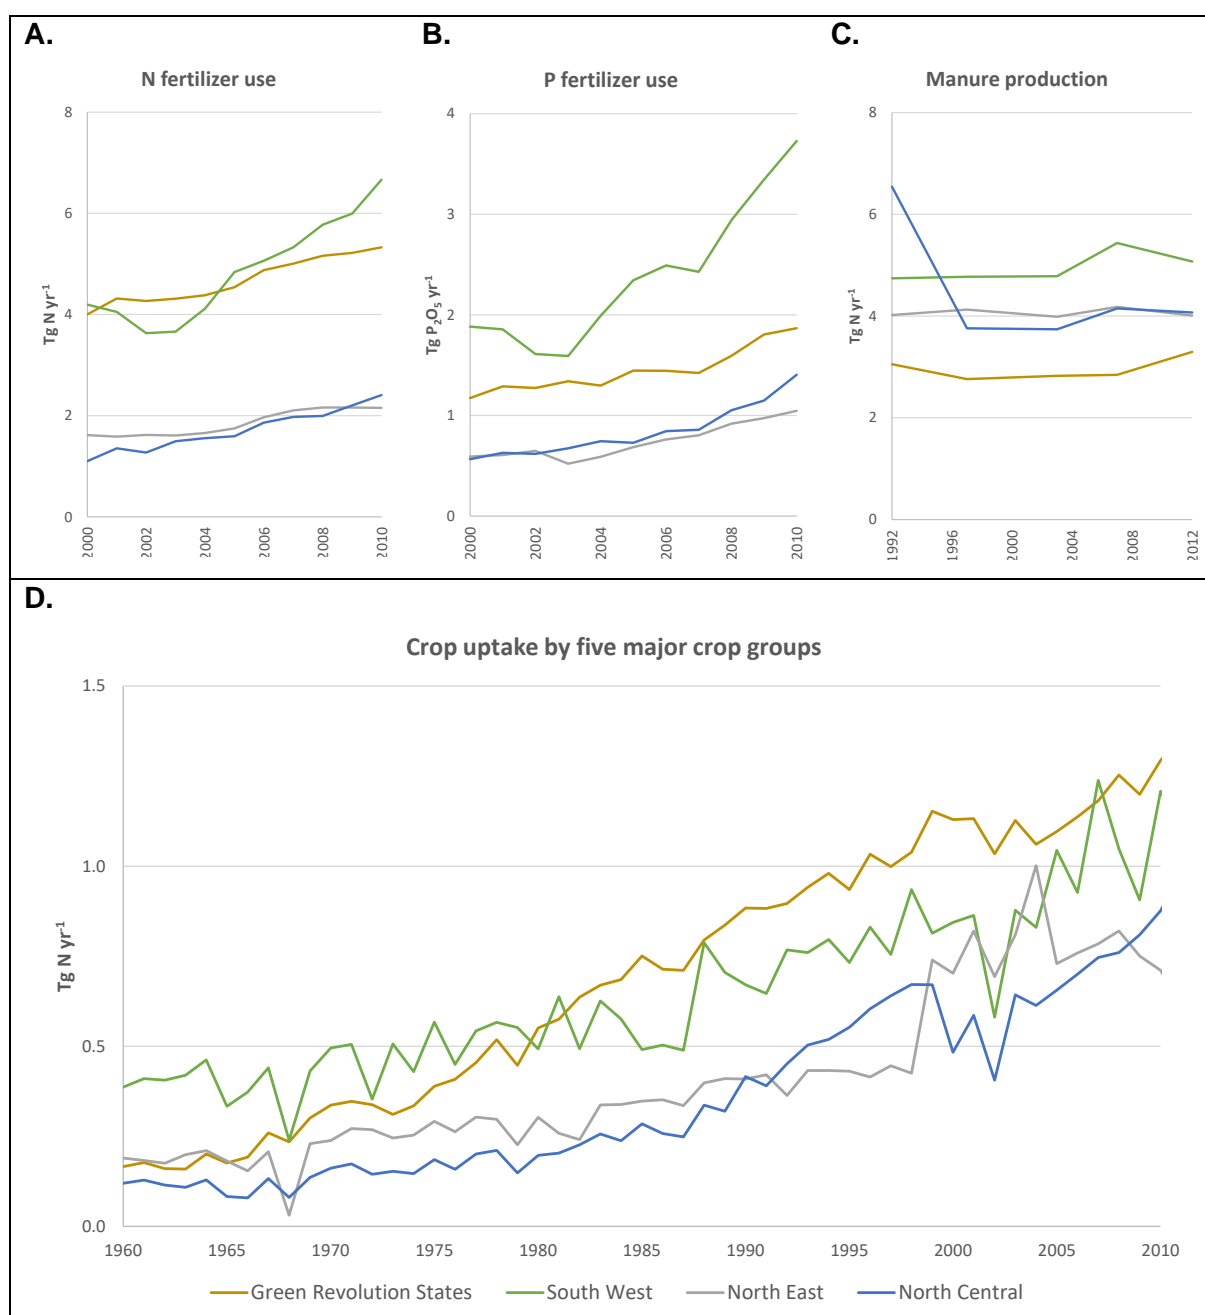 A.
B.
C.
N fertilizer use
P fertilizer use
Manure production
8
6
4
2
0
Tg N yr-1
2000
2002
2004
2006
2008
2010
4
3
2
1
0
Tg P2O5 yr-1
2000
2002
2004
2006
2008
2010
8
6
4
2
0
Tg N yr-1
1992
1996
2000
2004
2008
2012
D.
Crop uptake by five major crop groups
1.5
1.0
0.5
0.0
Tg N yr-1
1960 1965 1970 1975 1980 1985 1990 1995 2000 2005 2010
Green Revolution States South West North East North Central